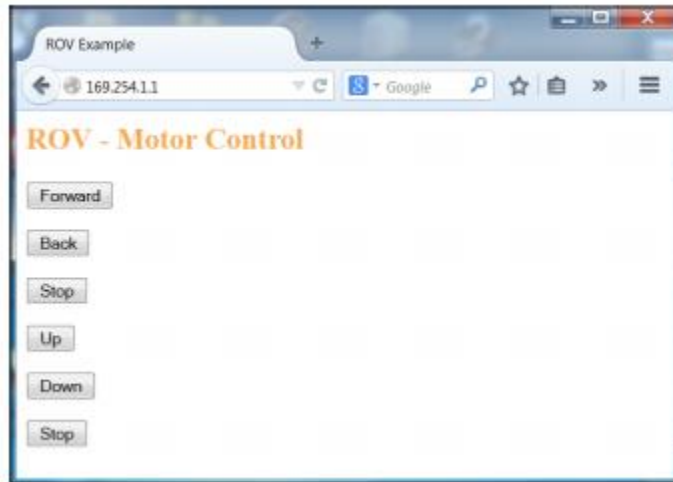 ROV Example
169.254.1.1
Google
ROV - Motor Control
Forward
Back
Stop
Up
Down
Stop